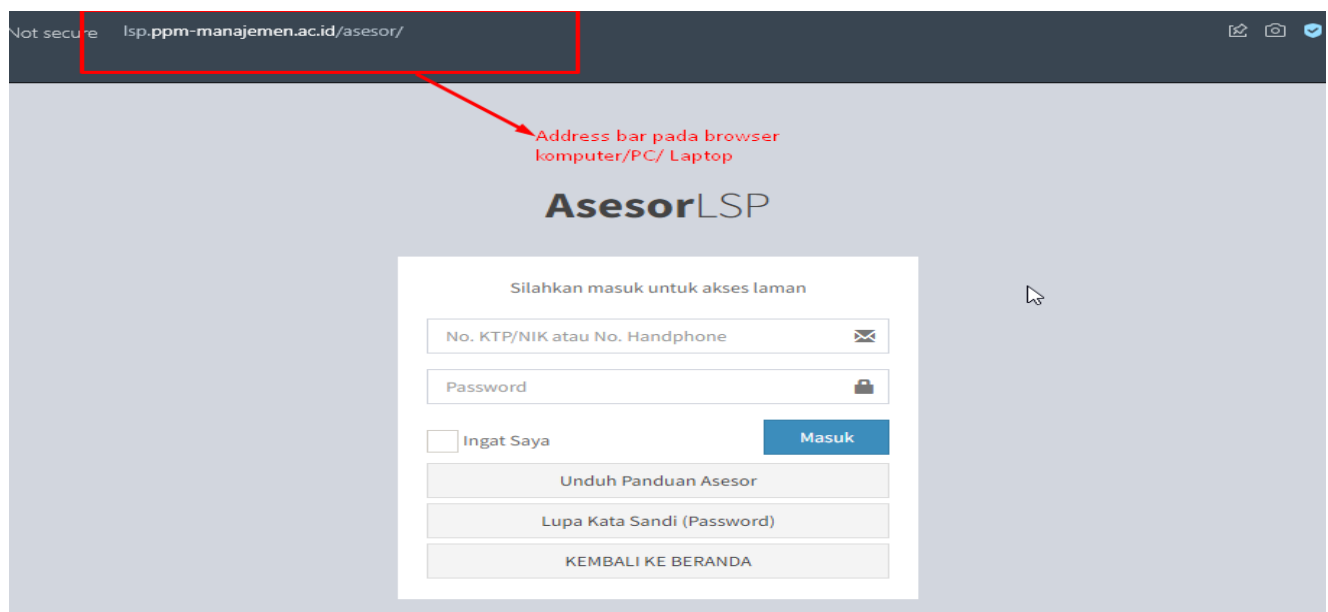 Not secure lsp.ppm-manajemen.ac.id/asesor/
Address bar pada browser
komputer/PC/ Laptop
AsesorLSP
Silahkan masuk untuk akses laman
No. KTP/NIK atau No. Handphone
Password
Ingat Saya
Masuk
Unduh Panduan Asesor
Lupa Kata Sandi (Password)
KEMBALI KE BERANDA